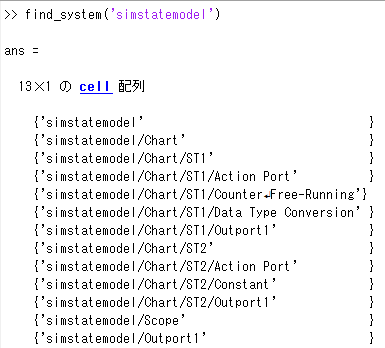 >> find_system('simstatemodel')
ans =
13×1 の cell 配列
{'simstatemodel' }
{'simstatemodel/Chart' }
{'simstatemodel/Chart/ST1' }
{'simstatemodel/Chart/ST1/Action Port' }
{'simstatemodel/Chart/ST1/Counter↵Free-Running'}
{'simstatemodel/Chart/ST1/Data Type Conversion' }
{'simstatemodel/Chart/ST1/Outport1' }
{'simstatemodel/Chart/ST2' }
{'simstatemodel/Chart/ST2/Action Port' }
{'simstatemodel/Chart/ST2/Constant' }
{'simstatemodel/Chart/ST2/Outport1' }
{'simstatemodel/Scope' }
{'simstatemodel/Outport1' }